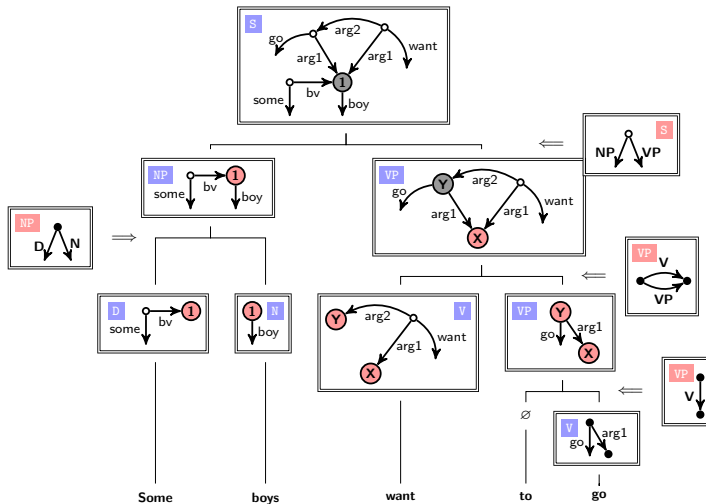 S
go
arg2
want
arg1
arg1
1
some
bv
boy
S
NP
VP
⇐
NP
some
bv
1
boy
VP
go
Y
arg2
want
arg1
arg1
X
NP
D
N
⇒
VP
V
VP
⇐
D
some
bv
1
N
1
boy
V
Y
arg2
want
arg1
X
VP
Y
go
arg1
X
VP
V
⇐
∅
V
go
arg1
Some boys want to go